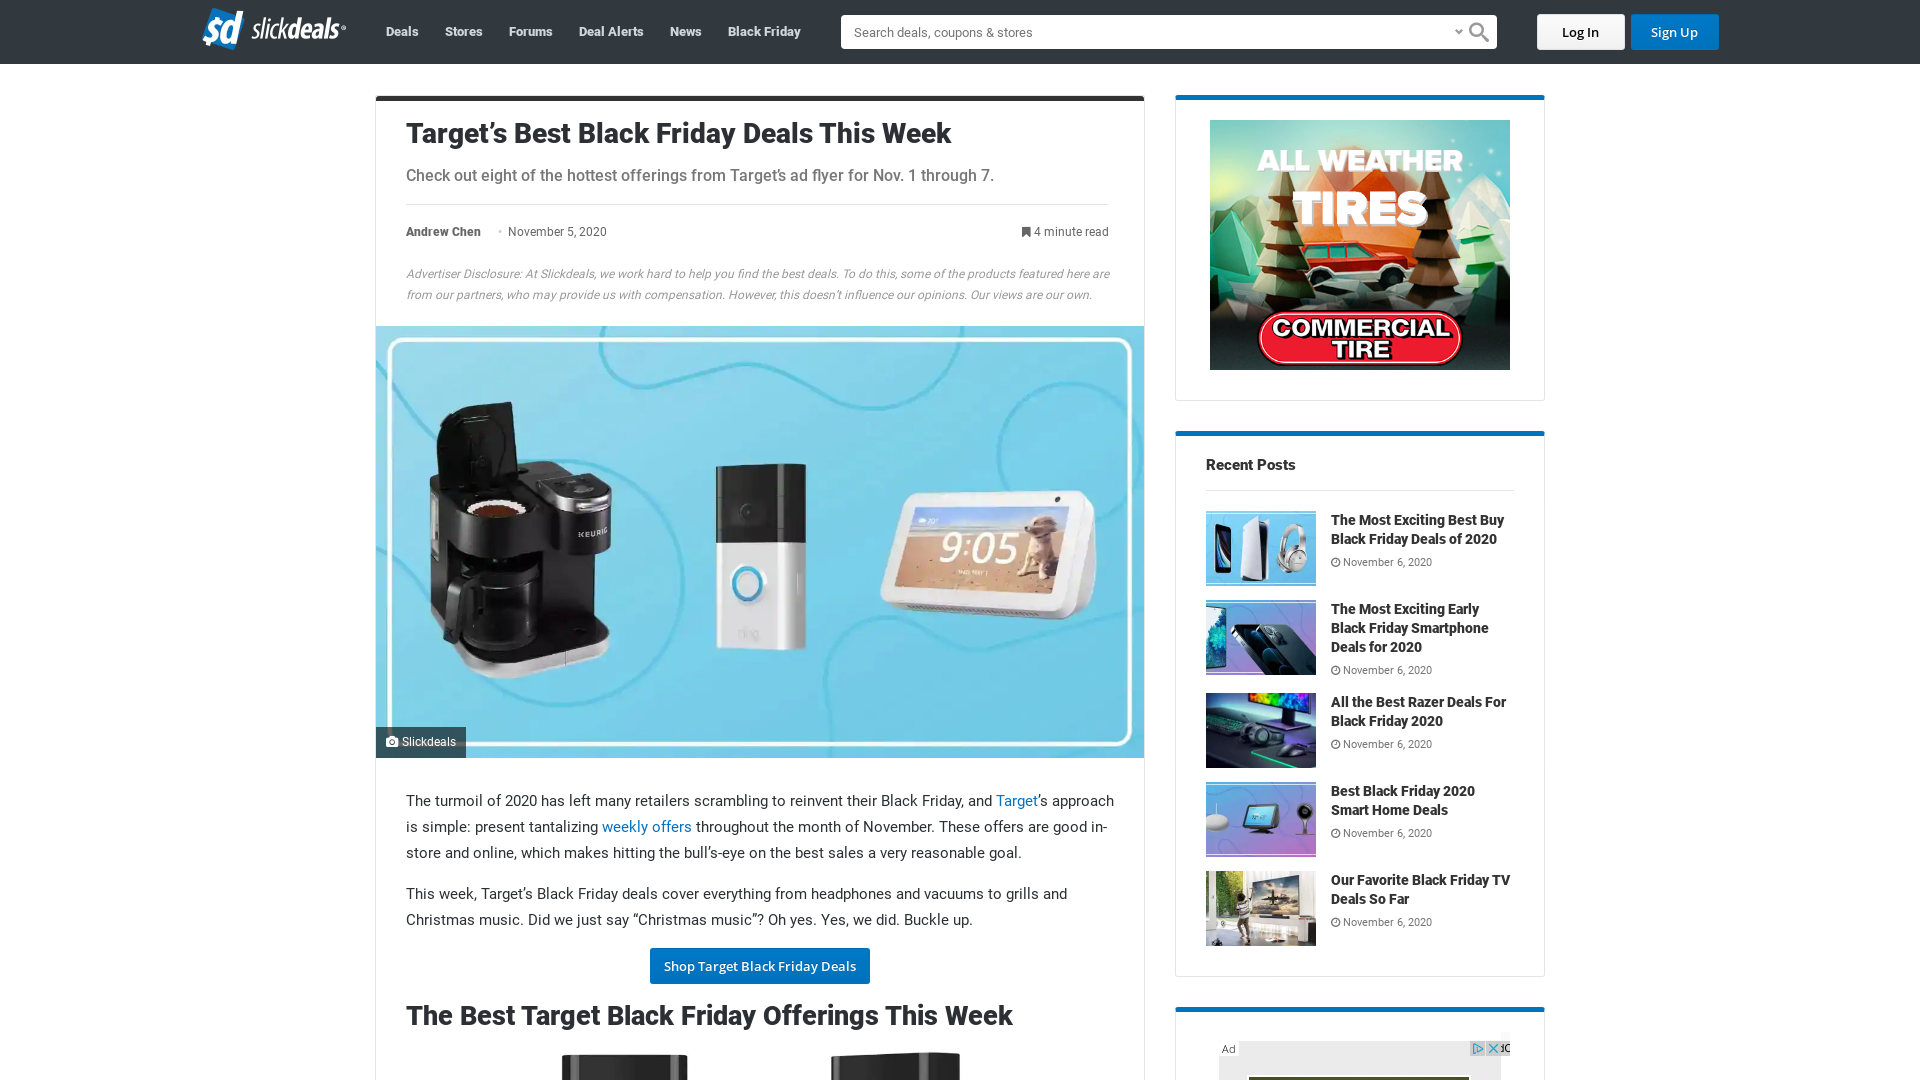 sd slickdeals
Deals
Stores
Forums
Deal Alerts
News
Black Friday
Search deals, coupons & stores
Log In
Sign Up
Target’s Best Black Friday Deals This Week
Check out eight of the hottest offerings from Target’s ad flyer for Nov. 1 through 7.
Andrew Chen • November 5, 2020
4 minute read
Advertiser Disclosure: At Slickdeals, we work hard to help you find the best deals. To do this, some of the products featured here are
from our partners, who may provide us with compensation. However, this doesn’t influence our opinions. Our views are our own.
KEURIG
ring
9:05
Slickdeals
The turmoil of 2020 has left many retailers scrambling to reinvent their Black Friday, and Target’s approach
is simple: present tantalizing weekly offers throughout the month of November. These offers are good in-
store and online, which makes hitting the bull’s-eye on the best sales a very reasonable goal.
This week, Target’s Black Friday deals cover everything from headphones and vacuums to grills and
Christmas music. Did we just say “Christmas music”? Oh yes. Yes, we did. Buckle up.
Shop Target Black Friday Deals
The Best Target Black Friday Offerings This Week
ALL WEATHER
TIRES
COMMERCIAL
TIRE
Recent Posts
The Most Exciting Best Buy
Black Friday Deals of 2020
November 6, 2020
The Most Exciting Early
Black Friday Smartphone
Deals for 2020
November 6, 2020
All the Best Razer Deals For
Black Friday 2020
November 6, 2020
Best Black Friday 2020
Smart Home Deals
November 6, 2020
Our Favorite Black Friday TV
Deals So Far
November 6, 2020
Ad